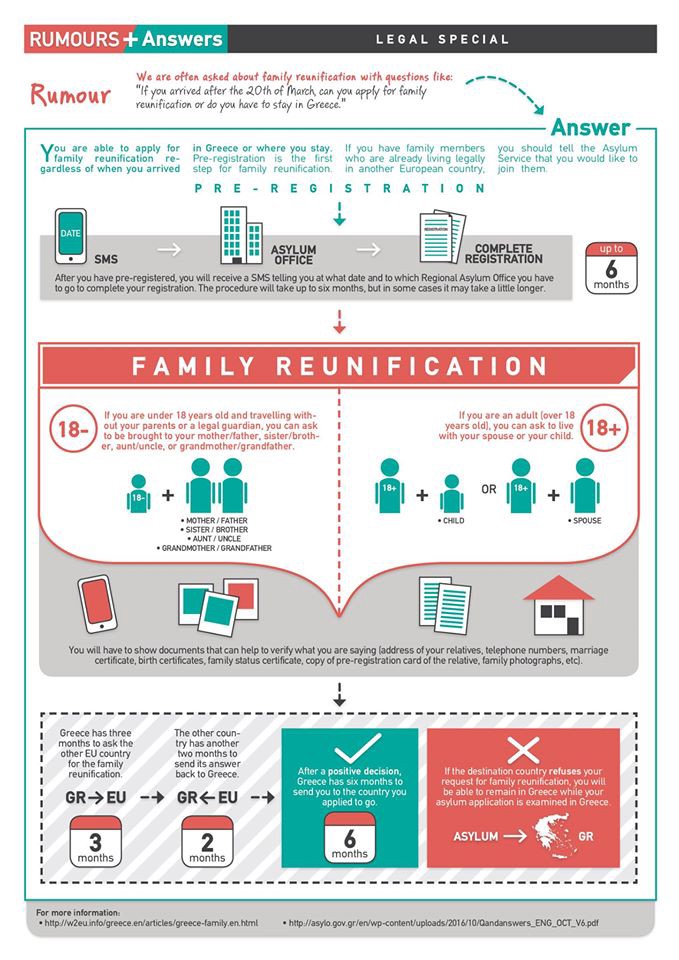 RUMOURS + Answers
LEGAL SPECIAL
Rumour
We are often asked about family reunification with questions like:
"If you arrived after the 20th of March, can you apply for family
reunification or do you have to stay in Greece."
Answer
You are able to apply for
family reunification re-
gardless of when you arrived
in Greece or where you stay.
Pre-registration is the first
step for family reunification.
If you have family members
who are already living legally
in another European country,
you should tell the Asylum
Service that you would like to
join them.
PRE-REGISTRATION
DATE
SMS
ASYLUM
OFFICE
REGISTRATION
COMPLETE
REGISTRATION
up to
6
months
After you have pre-registered, you will receive a SMS telling you at what date and to which Regional Asylum Office you have
to go to complete your registration. The procedure will take up to six months, but in some cases it may take a little longer.
FAMILY REUNIFICATION
18-
If you are under 18 years old and travelling with-
out your parents or a legal guardian, you can ask
to be brought to your mother/father, sister/broth-
er, aunt/uncle, or grandmother/grandfather.
18-
+
• MOTHER / FATHER
• SISTER / BROTHER
• AUNT / UNCLE
• GRANDMOTHER / GRANDFATHER
If you are an adult (over 18
years old), you can ask to live
with your spouse or your child.
18+
18+
+
• CHILD
OR
18+
+
• SPOUSE
You will have to show documents that can help to verify what you are saying (address of your relatives, telephone numbers, marriage
certificate, birth certificates, family status certificate, copy of pre-registration card of the relative, family photographs, etc).
Greece has three
months to ask the
other EU country
for the family
reunification.
GR→EU
3
months
The other coun-
try has another
two months to
send its answer
back to Greece.
GR←EU
2
months
After a positive decision,
Greece has six months to
send you to the country you
applied to go.
6
months
If the destination country refuses your
request for family reunification, you will
be able to remain in Greece while your
asylum application is examined in Greece.
ASYLUM → GR
For more information:
• http://w2eu.info/greece.en/articles/greece-family.en.html
• http://asylo.gov.gr/en/wp-content/uploads/2016/10/Qandanswers_ENG_OCT_V6.pdf